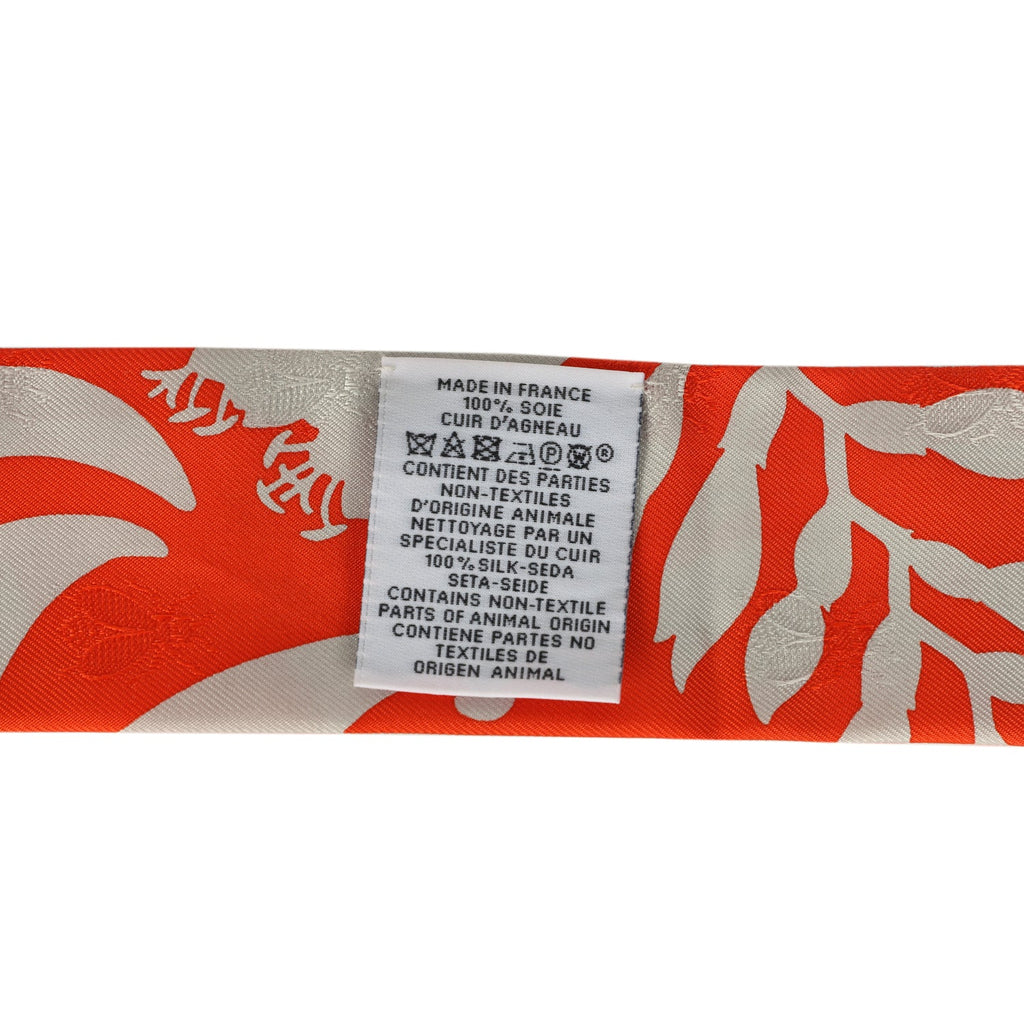 MADE IN FRANCE
100% SOIE
CUIR D'AGNEAU
P W ®
CONTIENT DES PARTIES
NON-TEXTILES
D'ORIGINE ANIMALE
NETTOYAGE PAR UN
SPECIALISTE DU CUIR
100% SILK-SEDA
SETA-SEIDE
CONTAINS NON-TEXTILE
PARTS OF ANIMAL ORIGIN
CONTIENE PARTES NO
TEXTILES DE
ORIGEN ANIMAL